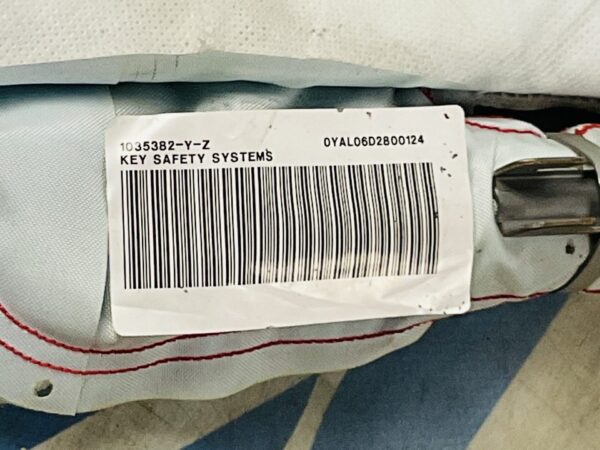 1035382-Y-Z 0YAL06D2800124
KEY SAFETY SYSTEMS